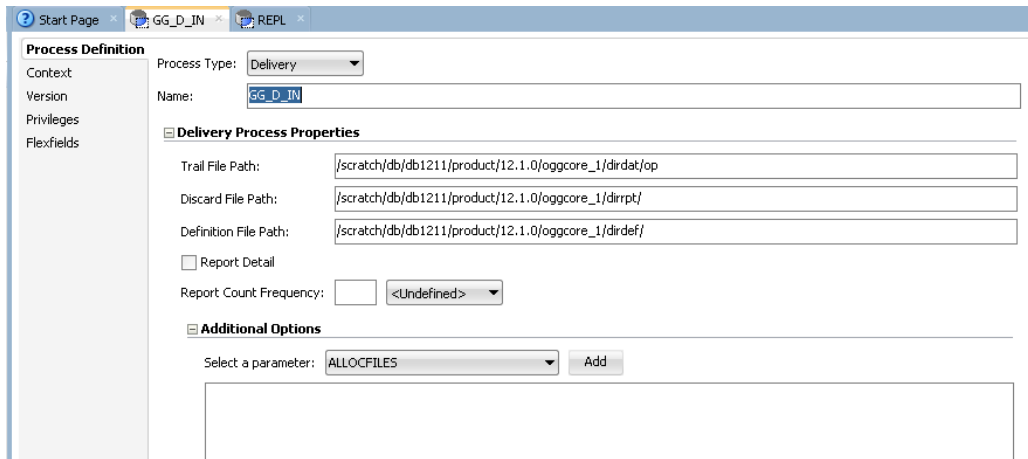 Start Page GG_D_IN REPL
Process Definition
Context
Version
Privileges
Flexfields
Process Type: Delivery
Name: GG_D_IN
Delivery Process Properties
Trail File Path: /scratch/db/db1211/product/12.1.0/oggcore_1/dirdat/op
Discard File Path: /scratch/db/db1211/product/12.1.0/oggcore_1/dirrpt/
Definition File Path: /scratch/db/db1211/product/12.1.0/oggcore_1/dirdef/
Report Detail
Report Count Frequency: <Undefined>
Additional Options
Select a parameter: ALLOCFILES Add